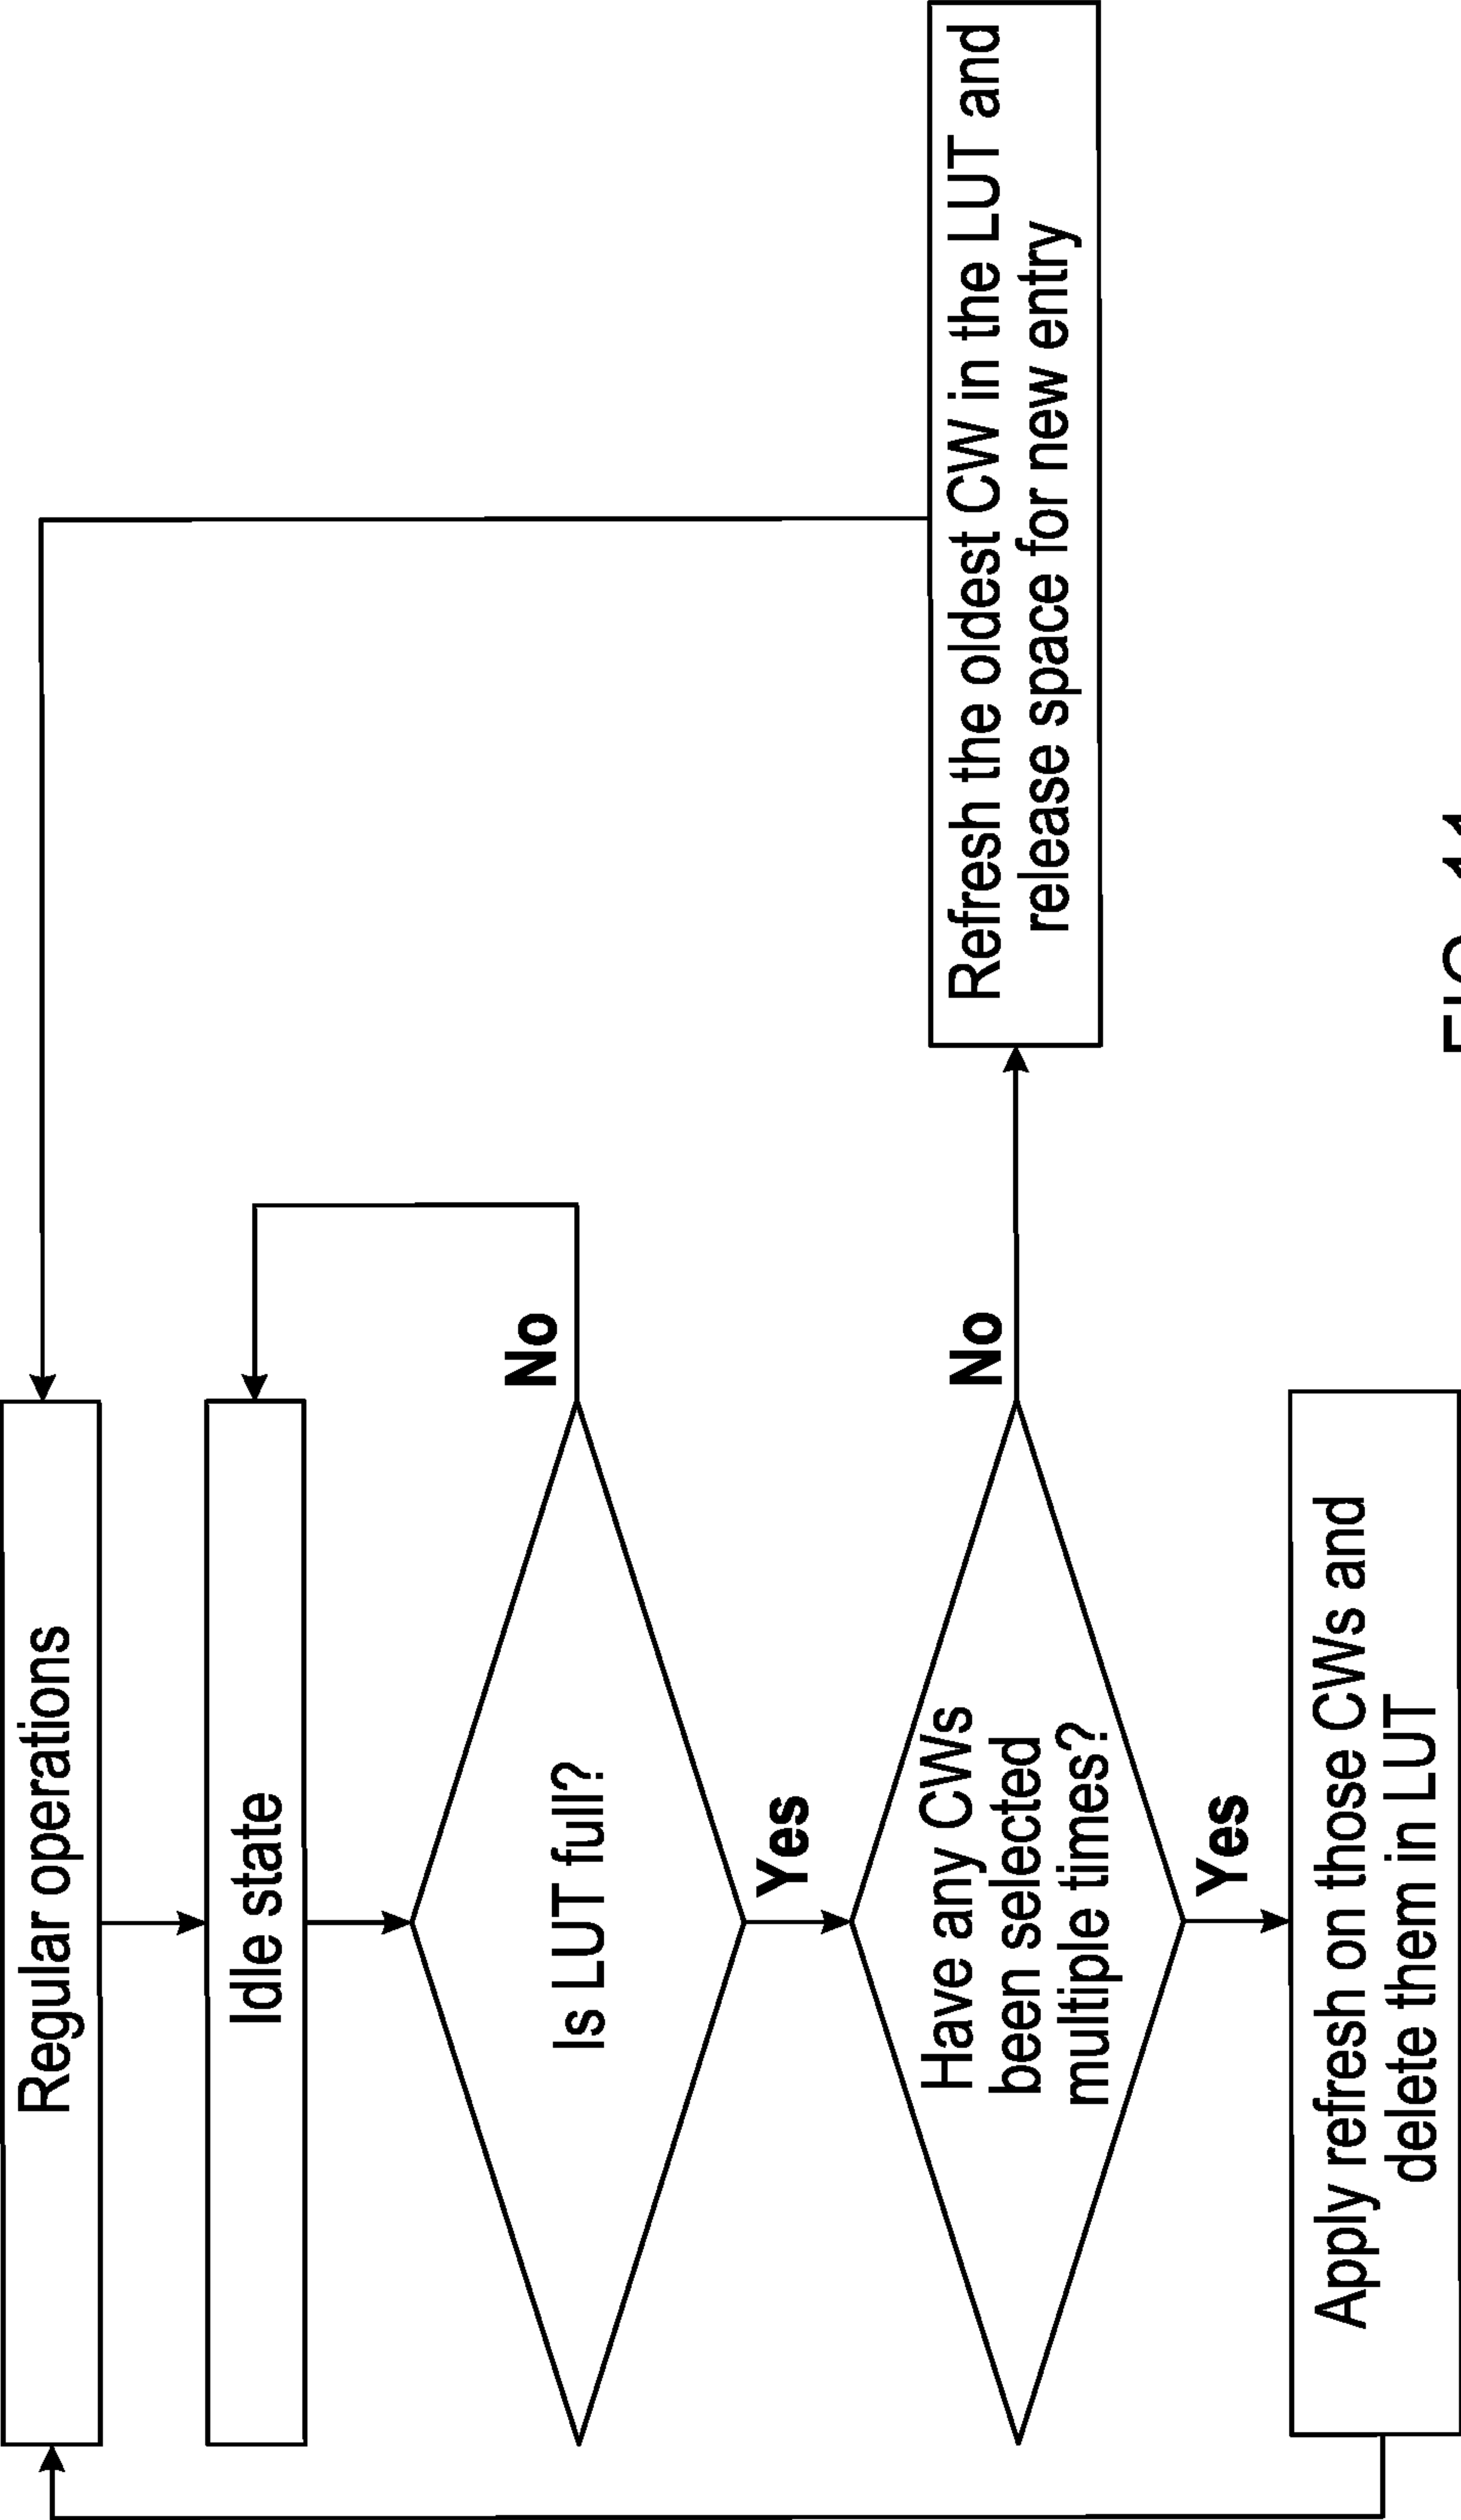 Regular operations
Idle state
Is LUT full?
No
Yes
Have any CWs
been selected
multiple times?
No
Refresh the oldest CW in the LUT and
release space for new entry
Yes
Apply refresh on those CWs and
delete them in LUT